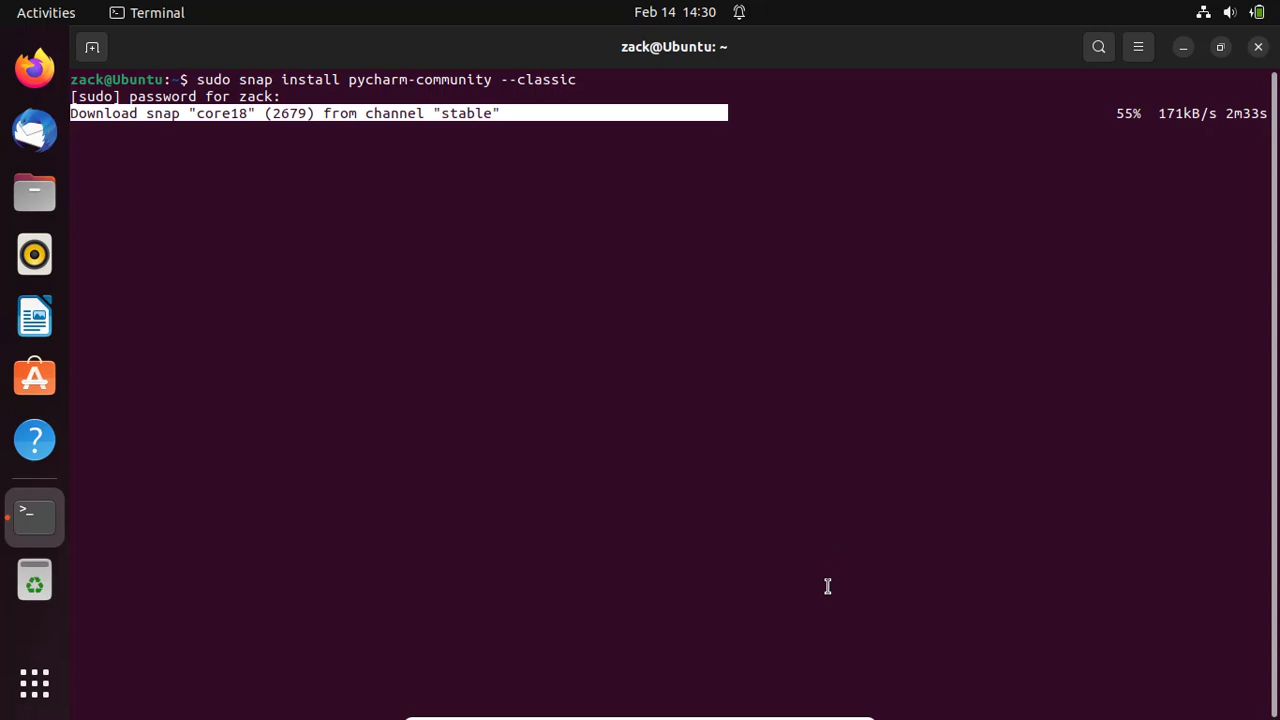 Activities
Terminal
Feb 14 14:30
zack@Ubuntu: ~
zack@Ubuntu:~$ sudo snap install pycharm-community --classic
[sudo] password for zack:
Download snap "core18" (2679) from channel "stable" 55% 171kB/s 2m33s
>_
?